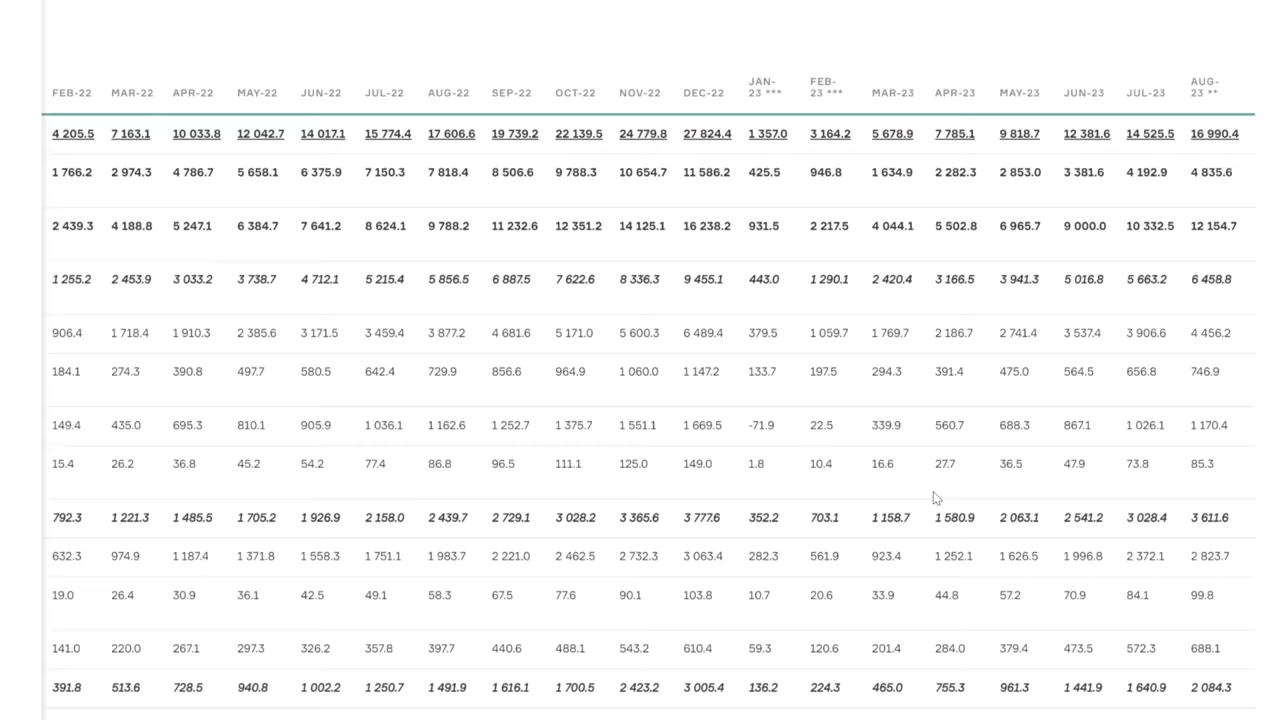 FEB-22 MAR-22 APR-22 MAY-22 JUN-22 JUL-22 AUG-22 SEP-22 OCT-22 NOV-22 DEC-22 JAN-23 *** FEB-23 *** MAR-23 APR-23 MAY-23 JUN-23 JUL-23 AUG-23 **
4 205.5 7 163.1 10 033.8 12 042.7 14 017.1 15 774.4 17 606.6 19 739.2 22 139.5 24 779.8 27 824.4 1 357.0 3 164.2 5 678.9 7 785.1 9 818.7 12 381.6 14 525.5 16 990.4
1 766.2 2 974.3 4 786.7 5 658.1 6 375.9 7 150.3 7 818.4 8 506.6 9 788.3 10 654.7 11 586.2 425.5 946.8 1 634.9 2 282.3 2 853.0 3 381.6 4 192.9 4 835.6
2 439.3 4 188.8 5 247.1 6 384.7 7 641.2 8 624.1 9 788.2 11 232.6 12 351.2 14 125.1 16 238.2 931.5 2 217.5 4 044.1 5 502.8 6 965.7 9 000.0 10 332.5 12 154.7
1 255.2 2 453.9 3 033.2 3 738.7 4 712.1 5 215.4 5 856.5 6 887.5 7 622.6 8 336.3 9 455.1 443.0 1 290.1 2 420.4 3 166.5 3 941.3 5 016.8 5 663.2 6 458.8
906.4 1 718.4 1 910.3 2 385.6 3 171.5 3 459.4 3 877.2 4 681.6 5 171.0 5 600.3 6 489.4 379.5 1 059.7 1 769.7 2 186.7 2 741.4 3 537.4 3 906.6 4 456.2
184.1 274.3 390.8 497.7 580.5 642.4 729.9 856.6 964.9 1 060.0 1 147.2 133.7 197.5 294.3 391.4 475.0 564.5 656.8 746.9
149.4 435.0 695.3 810.1 905.9 1 036.1 1 162.6 1 252.7 1 375.7 1 551.1 1 669.5 -71.9 22.5 339.9 560.7 688.3 867.1 1 026.1 1 170.4
15.4 26.2 36.8 45.2 54.2 77.4 86.8 96.5 111.1 125.0 149.0 1.8 10.4 16.6 27.7 36.5 47.9 73.8 85.3
792.3 1 221.3 1 485.5 1 705.2 1 926.9 2 158.0 2 439.7 2 729.1 3 028.2 3 365.6 3 777.6 352.2 703.1 1 158.7 1 580.9 2 063.1 2 541.2 3 028.4 3 611.6
632.3 974.9 1 187.4 1 371.8 1 558.3 1 751.1 1 983.7 2 221.0 2 462.5 2 732.3 3 063.4 282.3 561.9 923.4 1 252.1 1 626.5 1 996.8 2 372.1 2 823.7
19.0 26.4 30.9 36.1 42.5 49.1 58.3 67.5 77.6 90.1 103.8 10.7 20.6 33.9 44.8 57.2 70.9 84.1 99.8
141.0 220.0 267.1 297.3 326.2 357.8 397.7 440.6 488.1 543.2 610.4 59.3 120.6 201.4 284.0 379.4 473.5 572.3 688.1
391.8 513.6 728.5 940.8 1 002.2 1 250.7 1 491.9 1 616.1 1 700.5 2 423.2 3 005.4 136.2 224.3 465.0 755.3 961.3 1 441.9 1 640.9 2 084.3